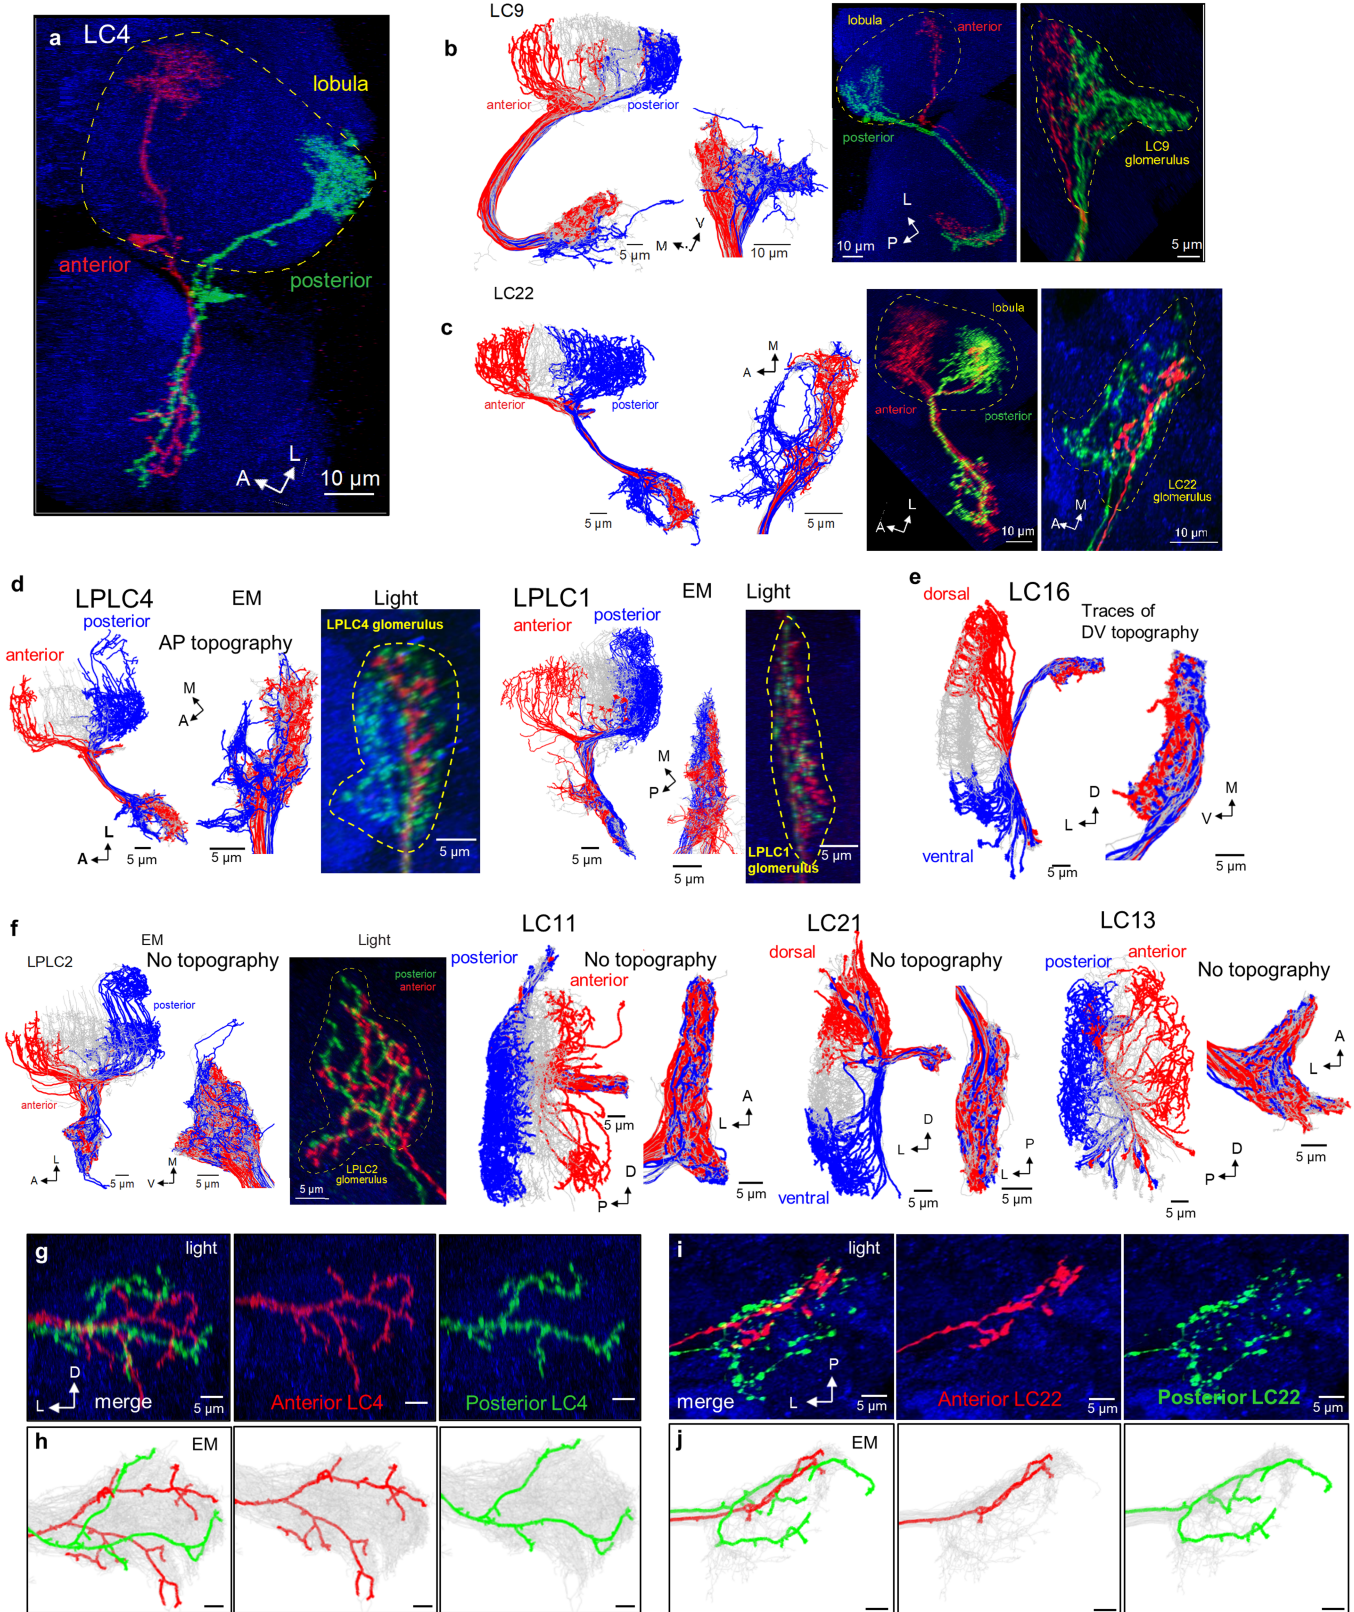 a LC4
lobula
anterior
posterior
A
L
10 µm
b
LC9
anterior
posterior
5 µm
M
V
10 µm
lobula
anterior
posterior
L
P
10 µm
LC9
glomerulus
5 µm
c
LC22
anterior
posterior
5 µm
M
A
5 µm
lobula
anterior
posterior
L
A
10 µm
LC22
glomerulus
M
A
10 µm
d
LPLC4
posterior
anterior
EM
AP topography
M
A
L
A
5 µm
5 µm
Light
LPLC4 glomerulus
5 µm
LPLC1
posterior
anterior
EM
M
P
5 µm
5 µm
Light
LPLC1
glomerulus
5 µm
e
LC16
dorsal
ventral
Traces of
DV topography
D
L
5 µm
M
V
5 µm
f
LPLC2
EM
No topography
posterior
anterior
L
A
5 µm
M
V
5 µm
Light
posterior
anterior
LPLC2
glomerulus
5 µm
LC11
posterior
anterior
No topography
5 µm
D
P
A
L
5 µm
LC21
dorsal
ventral
No topography
D
L
5 µm
P
L
5 µm
LC13
posterior
anterior
No topography
D
P
5 µm
A
L
5 µm
g
light
D
L
merge
5 µm
Anterior LC4
Posterior LC4
h
EM
i
light
P
L
merge
5 µm
Anterior LC22
5 µm
Posterior LC22
5 µm
j
EM